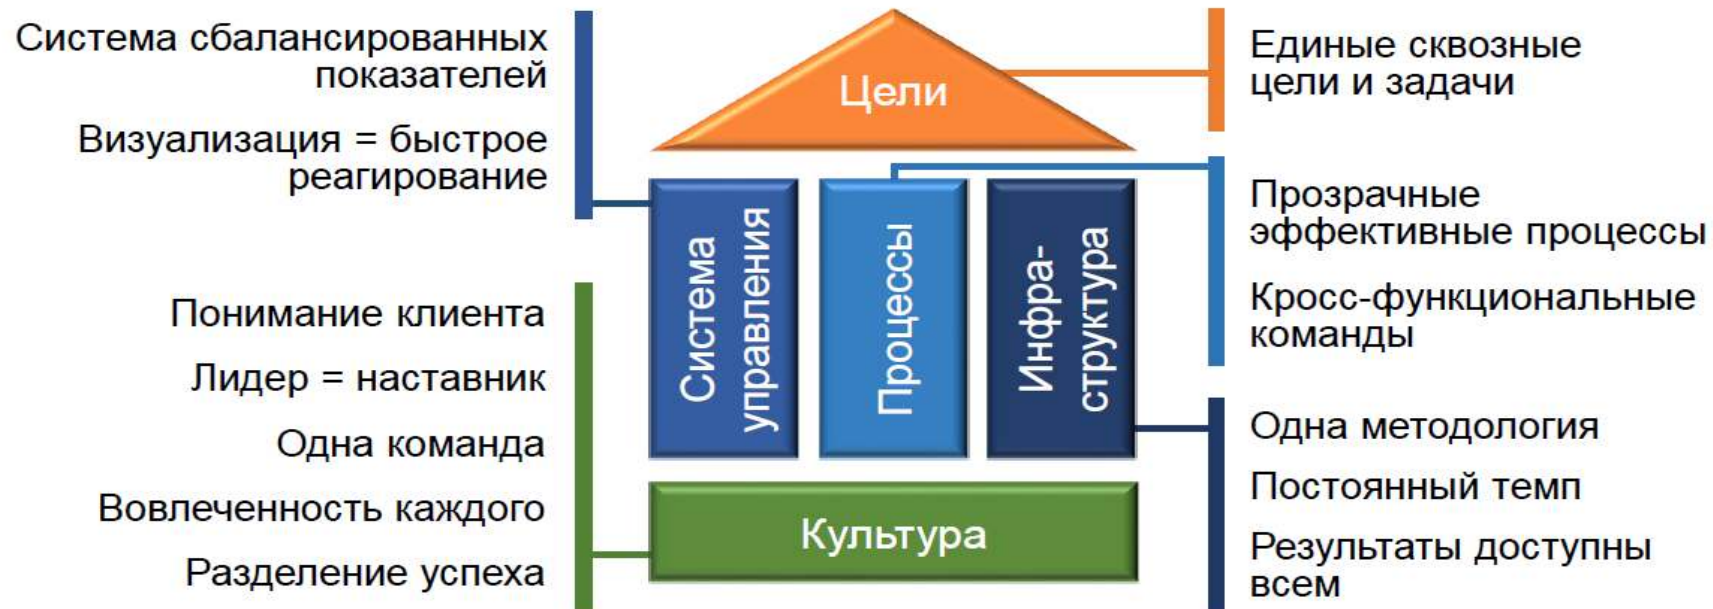 Система сбалансированных
показателей
Визуализация = быстрое
реагирование
Понимание клиента
Лидер = наставник
Одна команда
Вовлеченность каждого
Разделение успеха
Цели
Система
управления
Процессы
Инфра-
структура
Культура
Единые сквозные
цели и задачи
Прозрачные
эффективные процессы
Кросс-функциональные
команды
Одна методология
Постоянный темп
Результаты доступны
всем